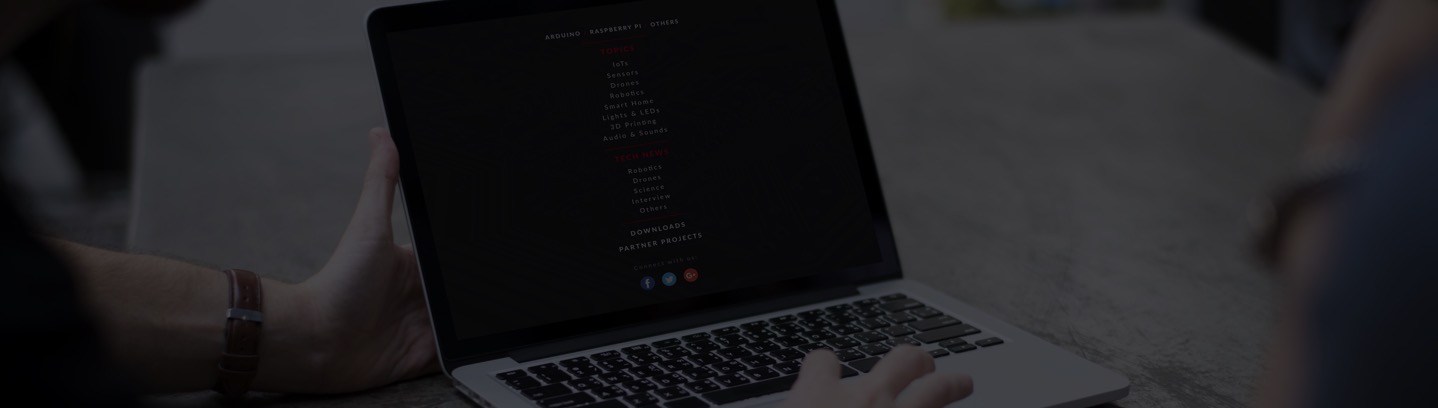 ARDUINO RASPBERRY PI OTHERS
TOPICS
IoTs
Sensors
Drones
Robotics
Smart Home
Lights & LEDs
3D Printing
Audio & Sounds
TECH NEWS
Robotics
Drones
Science
Interview
Others
DOWNLOADS
PARTNER PROJECTS
Connect with us
f G+